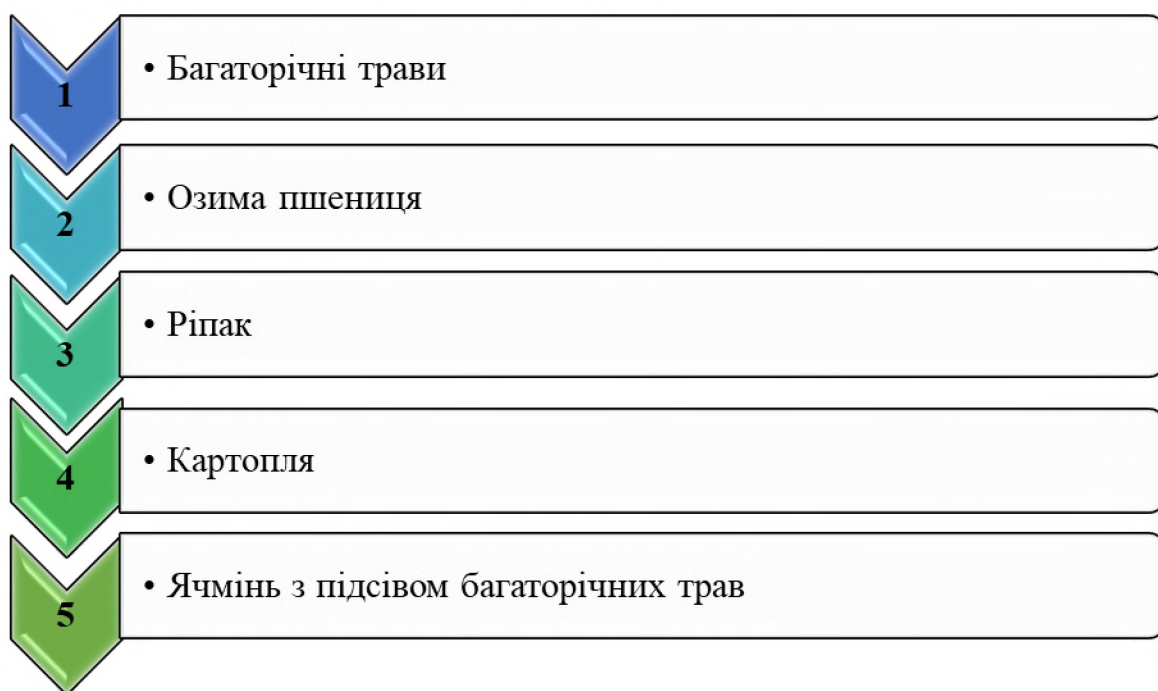 1
• Багаторічні трави
2
• Озима пшениця
3
• Ріпак
4
• Картопля
5
• Ячмінь з підсівом багаторічних трав